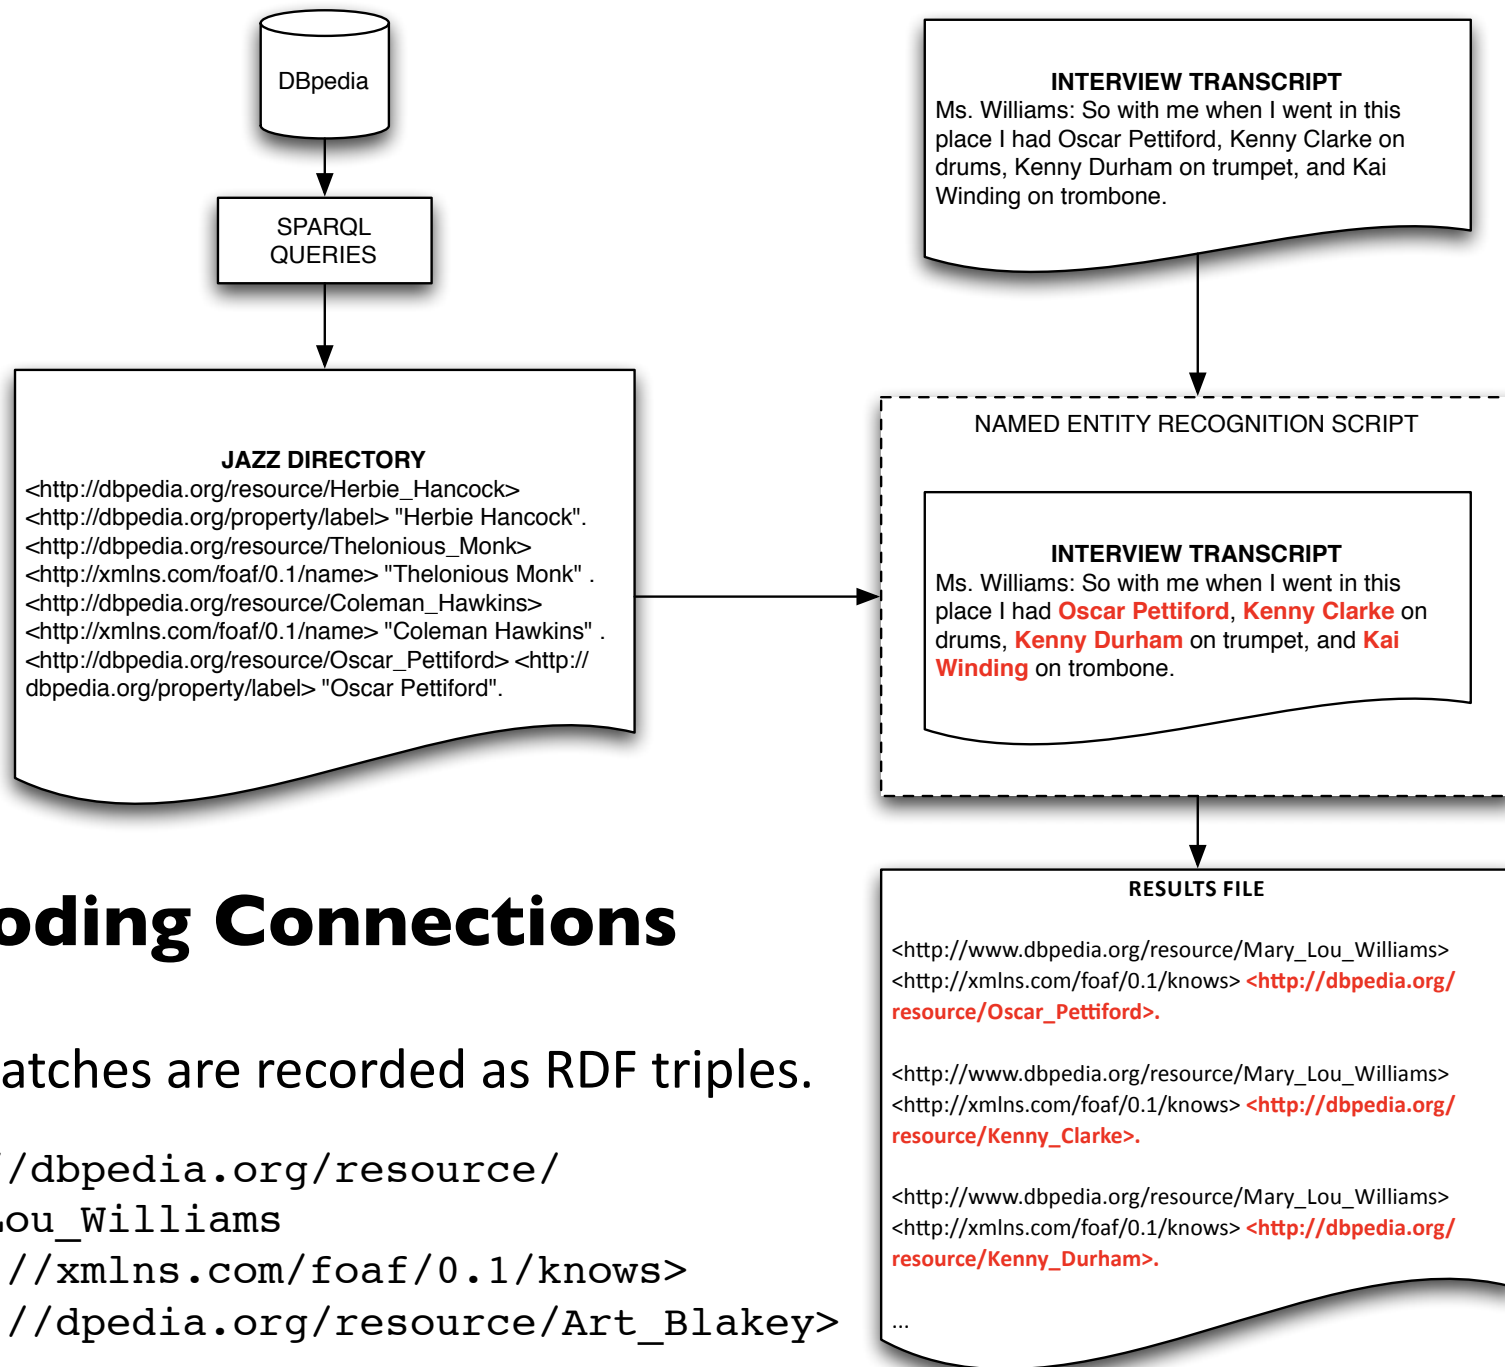 DBpedia
SPARQL
QUERIES
JAZZ DIRECTORY
<http://dbpedia.org/resource/Herbie_Hancock>
<http://dbpedia.org/property/label> "Herbie Hancock".
<http://dbpedia.org/resource/Thelonious_Monk>
<http://xmlns.com/foaf/0.1/name> "Thelonious Monk" .
<http://dbpedia.org/resource/Coleman_Hawkins>
<http://xmlns.com/foaf/0.1/name> "Coleman Hawkins" .
<http://dbpedia.org/resource/Oscar_Pettiford> <http://
dbpedia.org/property/label> "Oscar Pettiford".
INTERVIEW TRANSCRIPT
Ms. Williams: So with me when I went in this
place I had Oscar Pettiford, Kenny Clarke on
drums, Kenny Durham on trumpet, and Kai
Winding on trombone.
NAMED ENTITY RECOGNITION SCRIPT
INTERVIEW TRANSCRIPT
Ms. Williams: So with me when I went in this
place I had Oscar Pettiford, Kenny Clarke on
drums, Kenny Durham on trumpet, and Kai
Winding on trombone.
RESULTS FILE
<http://www.dbpedia.org/resource/Mary_Lou_Williams>
<http://xmlns.com/foaf/0.1/knows> <http://dbpedia.org/
resource/Oscar_Pettiford>.
<http://www.dbpedia.org/resource/Mary_Lou_Williams>
<http://xmlns.com/foaf/0.1/knows> <http://dbpedia.org/
resource/Kenny_Clarke>.
<http://www.dbpedia.org/resource/Mary_Lou_Williams>
<http://xmlns.com/foaf/0.1/knows> <http://dbpedia.org/
resource/Kenny_Durham>.
...
oding Connections
atches are recorded as RDF triples.
//dbpedia.org/resource/
Lou_Williams
//xmlns.com/foaf/0.1/knows>
//dpedia.org/resource/Art_Blakey>